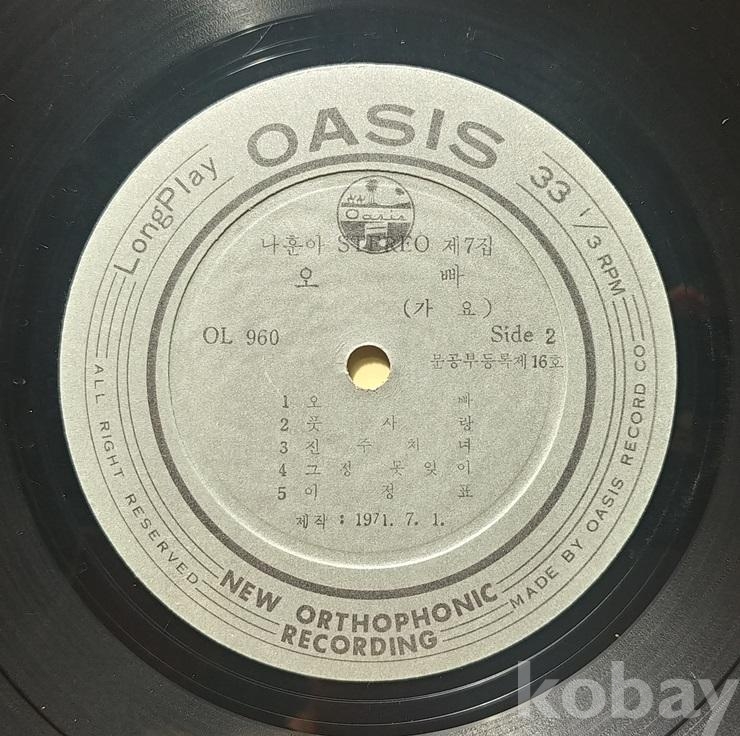 OASIS
LongPlay
33 1/3 RPM
Oasis
나훈아 STEREO 제7집
오 빠
(가 요)
OL 960
Side 2
문공부등록제16호
1 오 빠
2 풋 사 랑
3 진 주 처 녀
4 그 정 못 잊 어
5 이 정 표
제작 : 1971. 7. 1.
ALL RIGHT RESERVED
NEW ORTHOPHONIC
RECORDING
MADE BY OASIS RECORD CO
kobay